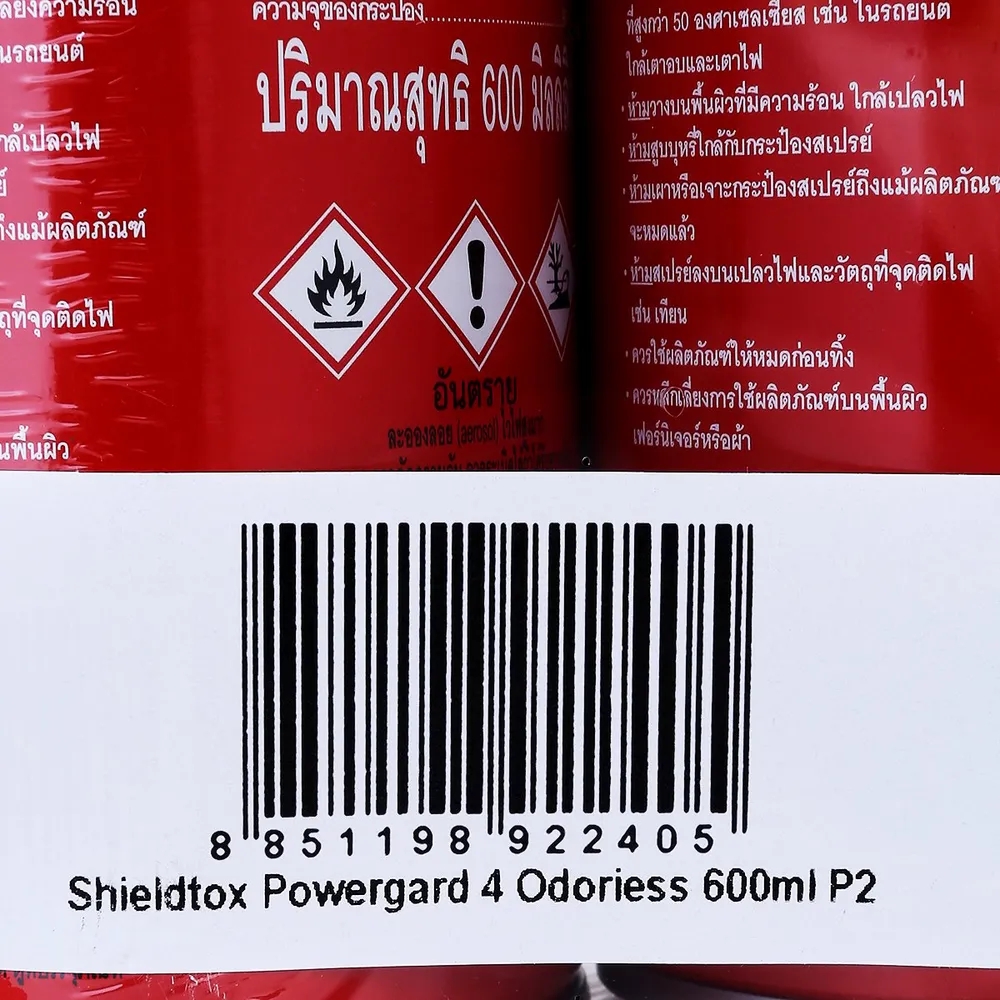 นรถยนต์
กล้เปลวไฟ
ถึงแม้ผลิตภัณฑ์
ถุที่จุดติดไฟ
นพื้นผิว
ความจุของกระป๋อง
ปริมาณสุทธิ 600
อันตราย
ละอองลอย (aerosol)
ที่สูงกว่า 50 องศาเซลเซียส เช่น ในรถยนต์
ใกล้เตาอบและเตาไฟ
· ห้ามวางบนพื้นผิวที่มีความร้อน ใกล้เปลวไฟ
· ห้ามสูบบุหรี่ใกล้กับกระป๋องสเปรย์
· ห้ามเผาหรือเจาะกระป๋องสเปรย์ถึงแม้ผลิตภัณฑ์
จะหมดแล้ว
· ห้ามสเปรย์ลงบนเปลวไฟและวัตถุที่จุดติดไฟ
เช่น เทียน
· ควรใช้ผลิตภัณฑ์ให้หมดก่อนทิ้ง
· ควรหลีกเลี่ยงการใช้ผลิตภัณฑ์บนพื้นผิว
เฟอร์นิเจอร์หรือผ้า
8 851198 922405
Shieldtox Powergard 4 Odoriess 600ml P2